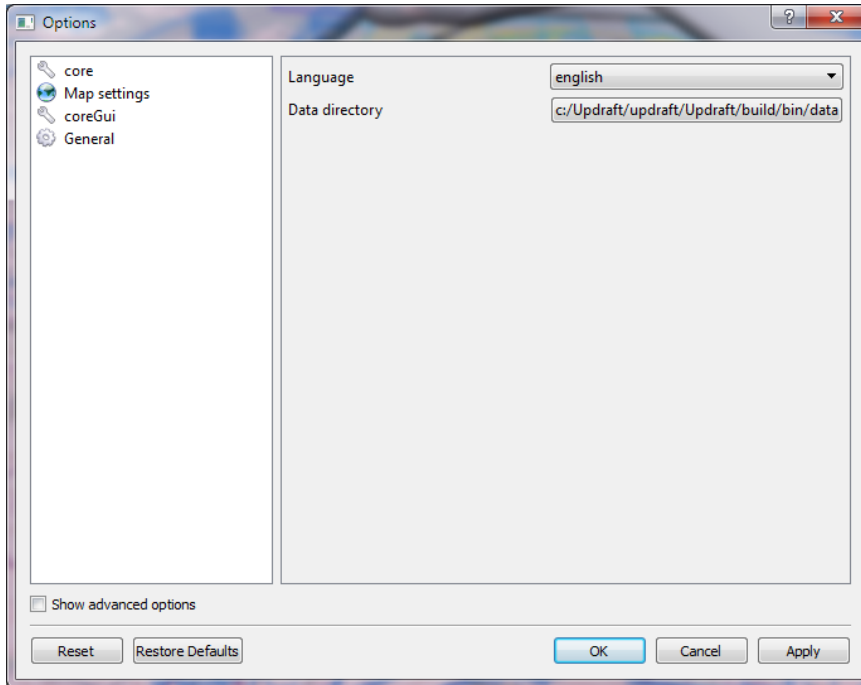 Options
core
Map settings
coreGui
General
Language english
Data directory c:/Updraft/updraft/Updraft/build/bin/data
Show advanced options
Reset Restore Defaults OK Cancel Apply